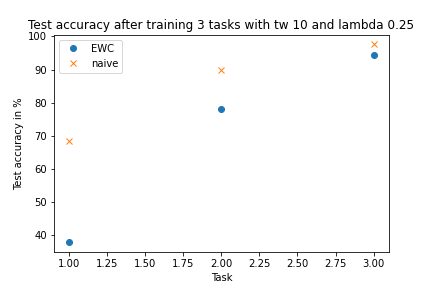 Test accuracy after training 3 tasks with tw 10 and lambda 0.25
EWC
naive
Test accuracy in %
100
90
80
70
60
50
40
1.00 1.25 1.50 1.75 2.00 2.25 2.50 2.75 3.00
Task